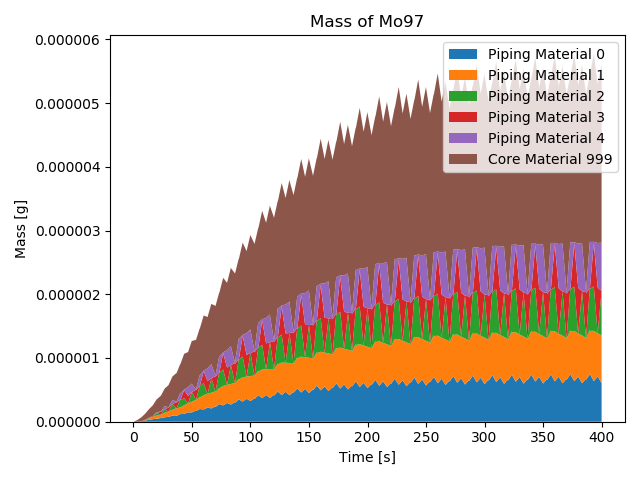 Mass of Mo97
0.000006
0.000005
0.000004
0.000003
0.000002
0.000001
0.000000
Mass [g]
Piping Material 0
Piping Material 1
Piping Material 2
Piping Material 3
Piping Material 4
Core Material 999
0 50 100 150 200 250 300 350 400
Time [s]